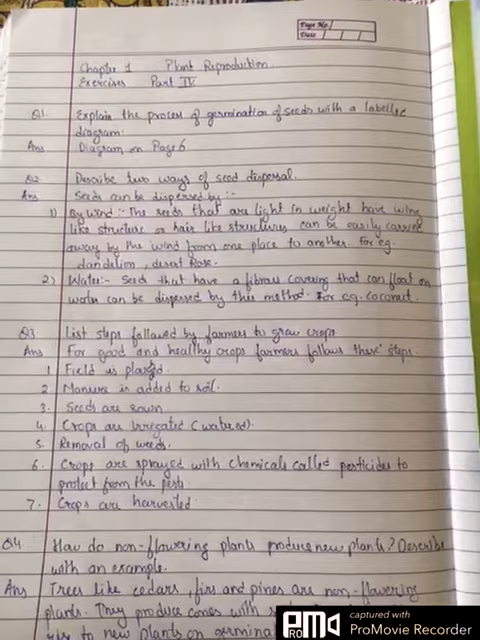 Page No.
Date
Chapter 1 Plant Reproduction
Exercises Part IV
Q1. Explain the process of germination of seeds with a labelled
diagram.
Ans Diagram on Page 6
Q2 Describe two ways of seed dispersal.
Ans Seeds can be dispersed by :-
1) By wind :- The seeds that are light in weight have wing
like structure or hair like structures can be easily carried
away by the wind from one place to another. For eg.
dandelion, desert Rose.
2) Water:- Seed that have a fibrous covering that can float on
water can be dispersed by this method. For eg. coconut.
Q3 List steps followed by farmers to grow crops
Ans For good and healthy crops farmers follows these steps.
1 Field is
2. Manure is added to soil.
3. Seeds are sown
4. Crops are Irrigated (watered).
5. Removal of weeds.
6. Crops are sprayed with chemicals called pesticides to
protect from the pests
7. Crops are harvested.
Q4 How do non-flowering plants produce new plants? Describe
with an example.
Ans Trees like cedars, firs and pines are non-flowering
plants. They produce cones with
to new plants on
PRO M captured with
ProMovie Recorder